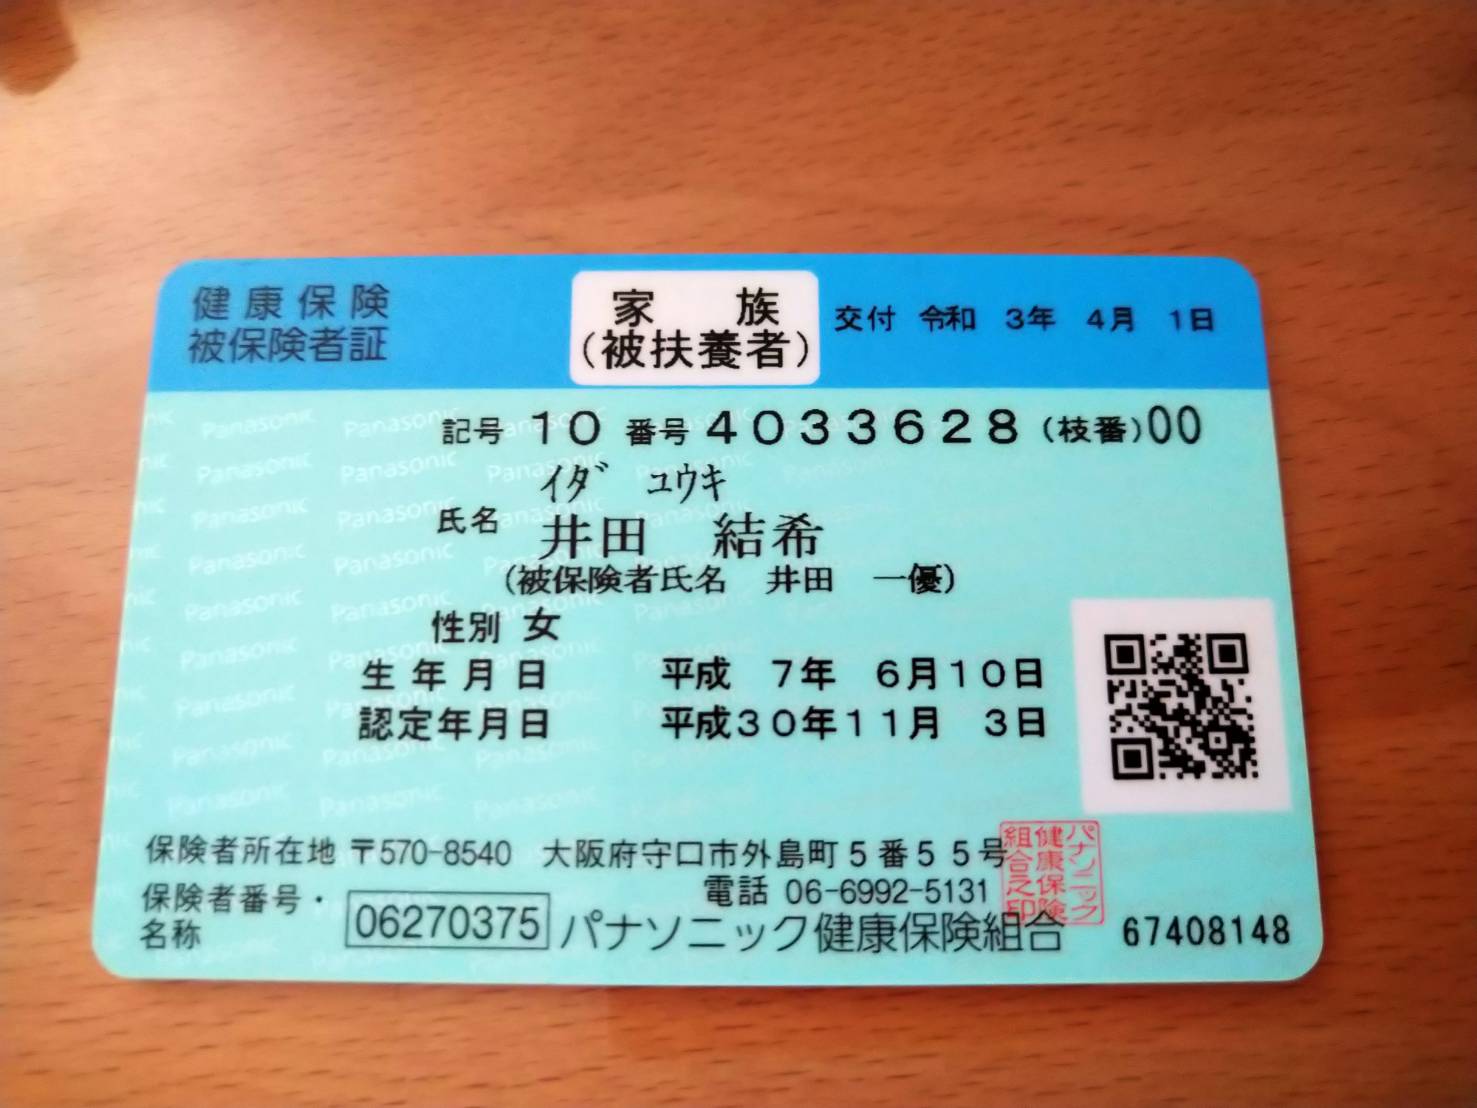 健康保険
被保険者証
家 族
(被扶養者)
交付 令和 3年 4月 1日
記号 10 番号 4033628 (枝番)00
イダ ユウキ
氏名 井田 結希
(被保険者氏名 井田 一優)
性別 女
生年月日 平成 7年 6月10日
認定年月日 平成30年11月 3日
保険者所在地 〒570-8540 大阪府守口市外島町5番55号
電話 06-6992-5131
保険者番号・
名称
06270375 パナソニック健康保険組合
パナソニック
健康保険
組合之印
67408148
Panasonic